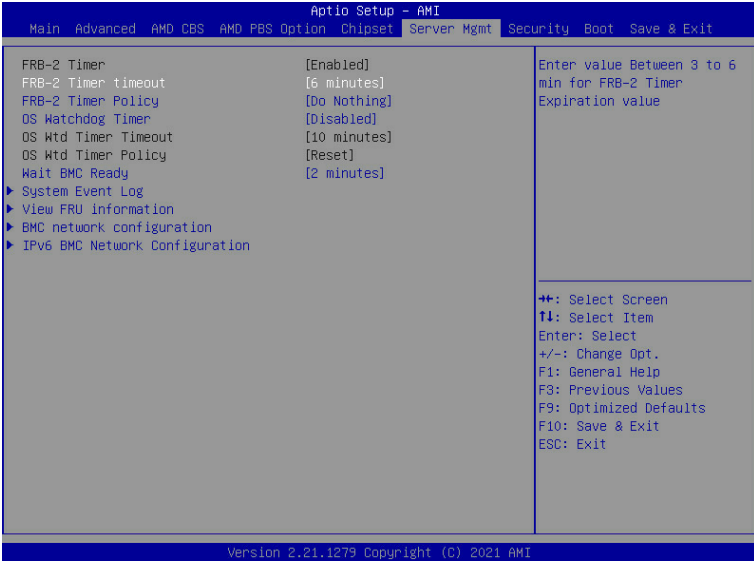 Aptio Setup - AMI
Main Advanced AMD CBS AMD PBS Option Chipset Server Mgmt Security Boot Save & Exit
FRB-2 Timer [Enabled]
FRB-2 Timer timeout [6 minutes]
FRB-2 Timer Policy [Do Nothing]
OS Watchdog Timer [Disabled]
OS Wtd Timer Timeout [10 minutes]
OS Wtd Timer Policy [Reset]
Wait BMC Ready [2 minutes]
System Event Log
View FRU information
BMC network configuration
IPv6 BMC Network Configuration
Enter value Between 3 to 6
min for FRB-2 Timer
Expiration value
→←: Select Screen
↑↓: Select Item
Enter: Select
+/-: Change Opt.
F1: General Help
F3: Previous Values
F9: Optimized Defaults
F10: Save & Exit
ESC: Exit
Version 2.21.1279 Copyright (C) 2021 AMI